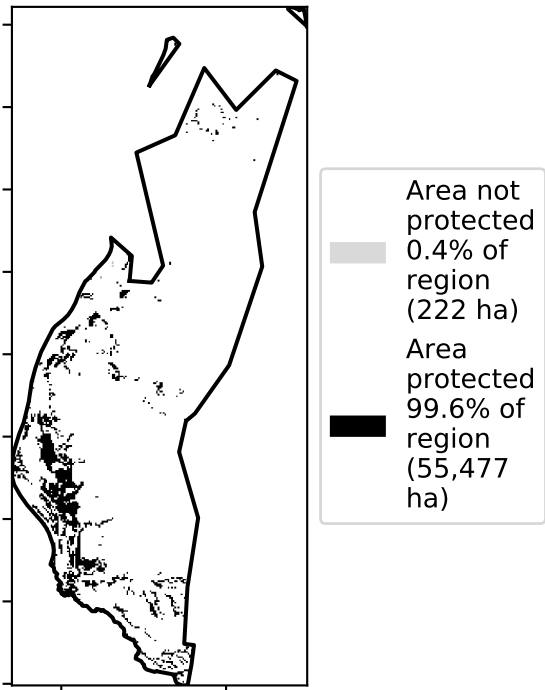 Area not
protected
0.4% of
region
(222 ha)
Area
protected
99.6% of
region
(55,477
ha)